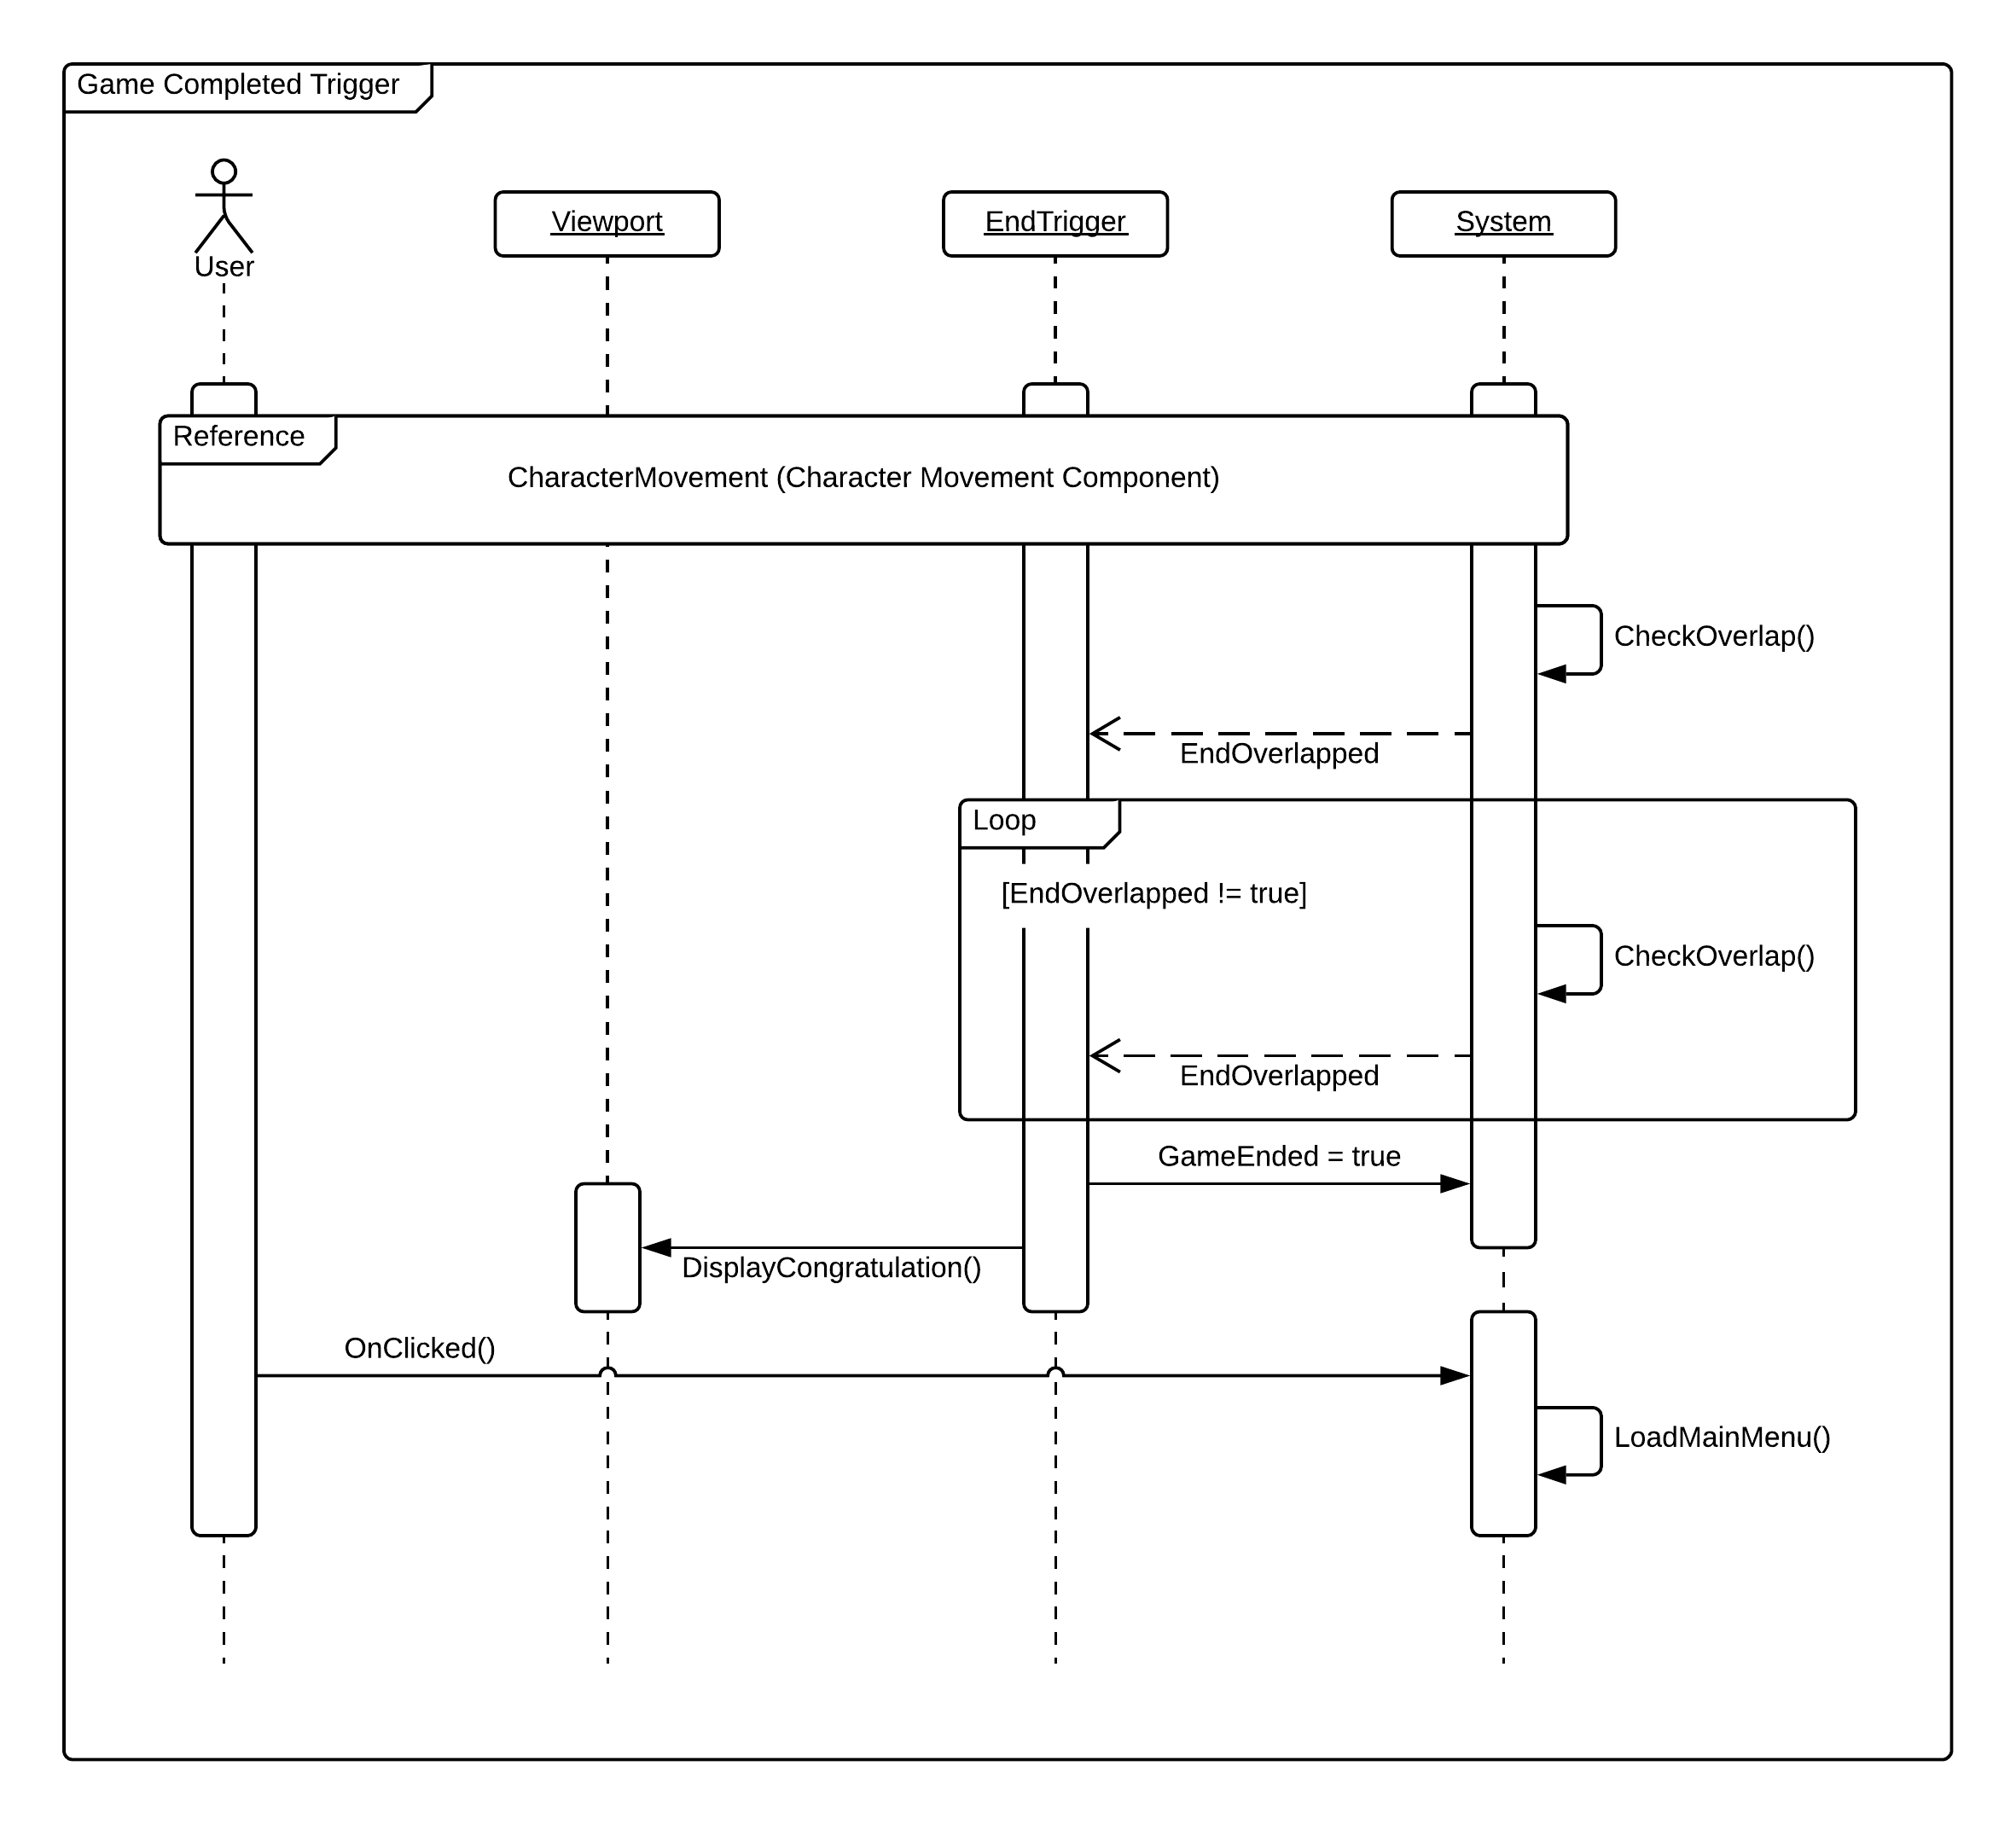 Game Completed Trigger
User
Viewport
EndTrigger
System
Reference
CharacterMovement (Character Movement Component)
CheckOverlap()
EndOverlapped
Loop
[EndOverlapped != true]
CheckOverlap()
EndOverlapped
GameEnded = true
DisplayCongratulation()
OnClicked()
LoadMainMenu()